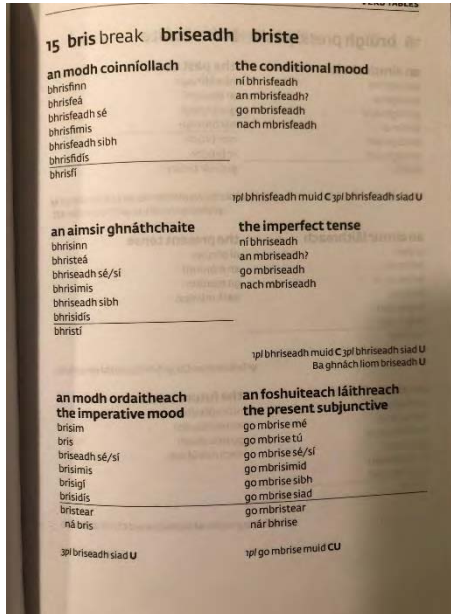 VERB TABLES
15 bris break briseadh briste
an modh coinníollach
bhrisfinn
bhrisfeá
bhrisfeadh sé
bhrisfimis
bhrisfeadh sibh
bhrisfidís
bhrisfí
the conditional mood
ní bhrisfeadh
an mbrisfeadh?
go mbrisfeadh
nach mbrisfeadh
1pl bhrisfeadh muid C 3pl bhrisfeadh siad U
an aimsir ghnáthchaite
bhrisinn
bhristeá
bhriseadh sé/sí
bhrisimis
bhriseadh sibh
bhrisidís
bhristí
the imperfect tense
ní bhriseadh
an mbriseadh?
go mbriseadh
nach mbriseadh
1pl bhriseadh muid C 3pl bhriseadh siad U
Ba ghnách liom briseadh U
an modh ordaitheach
the imperative mood
brisim
bris
briseadh sé/sí
brisimis
brisigí
brisidís
bristear
ná bris
3pl briseadh siad U
an foshuiteach láithreach
the present subjunctive
go mbrise mé
go mbrise tú
go mbrise sé/sí
go mbrisimid
go mbrise sibh
go mbrise siad
go mbristear
nár bhrise
1pl go mbrise muid CU